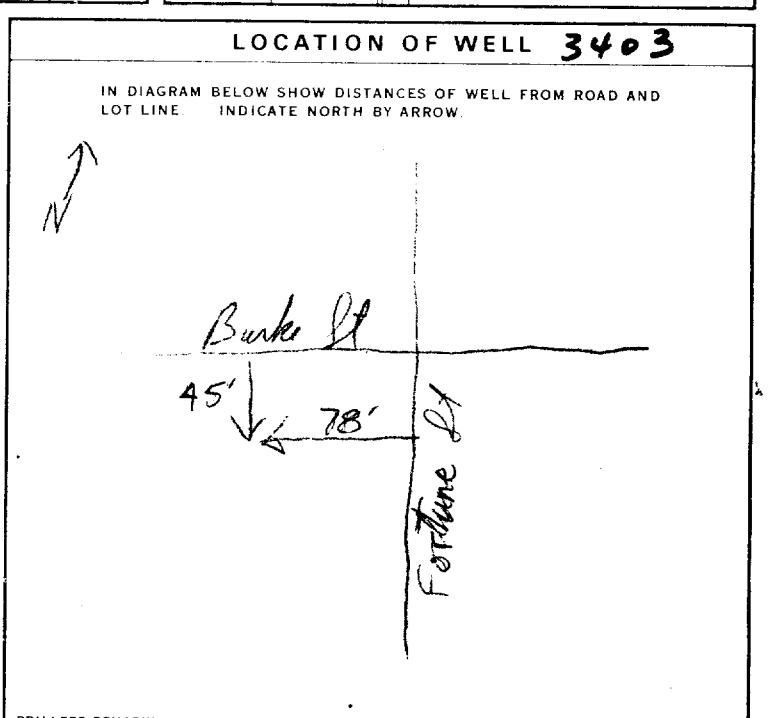 LOCATION OF WELL 3403
IN DIAGRAM BELOW SHOW DISTANCES OF WELL FROM ROAD AND
LOT LINE. INDICATE NORTH BY ARROW.
N
Burke St
45'
78'
Fortune St